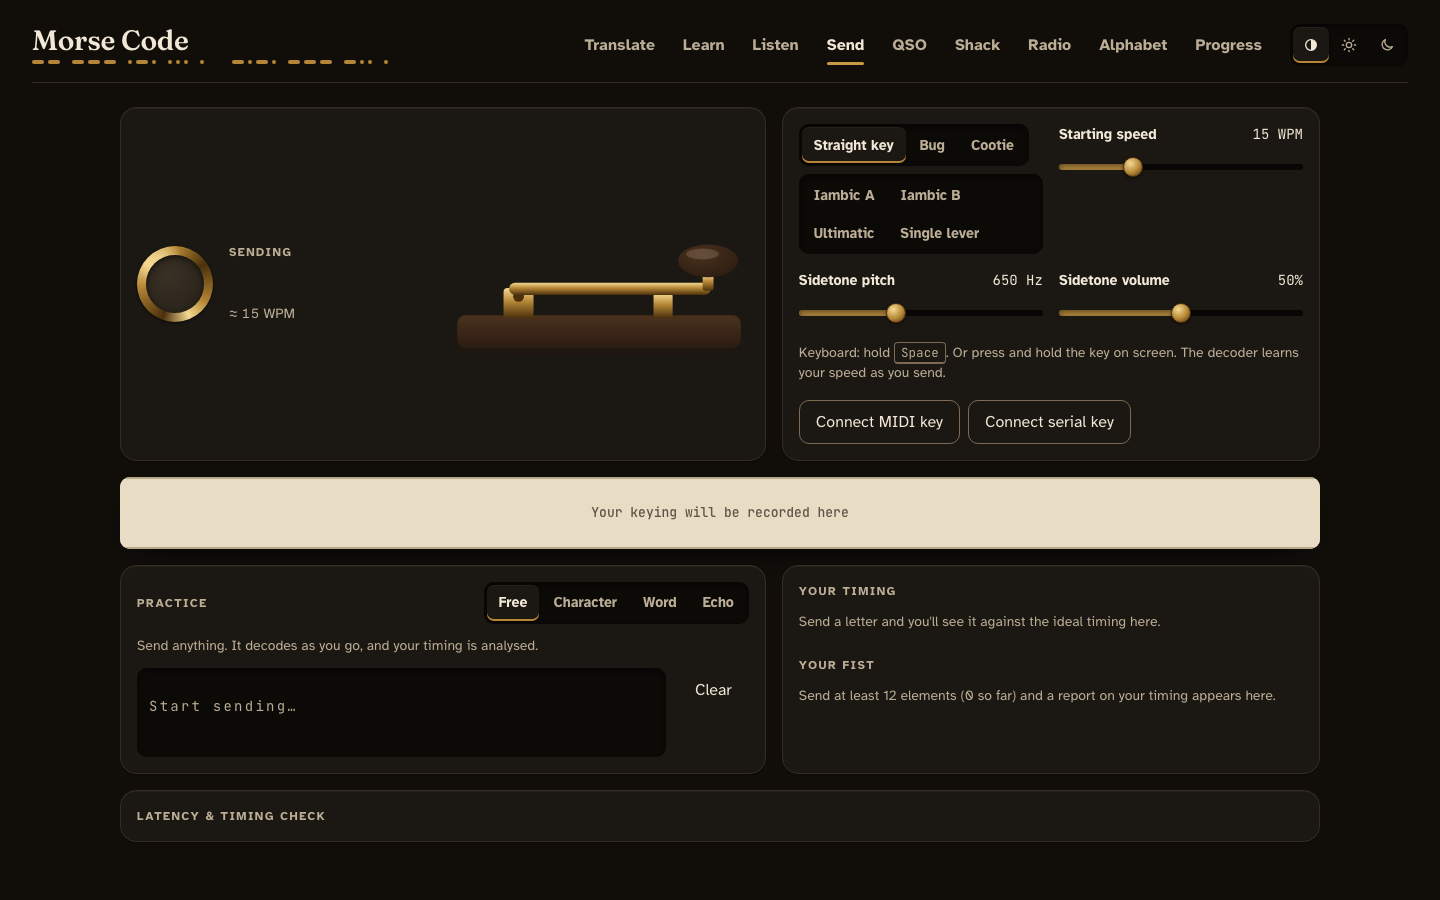 Morse Code
Translate Learn Listen Send QSO Shack Radio Alphabet Progress
SENDING
≈ 15 WPM
Straight key Bug Cootie
Iambic A Iambic B
Ultimatic Single lever
Starting speed 15 WPM
Sidetone pitch 650 Hz
Sidetone volume 50%
Keyboard: hold Space. Or press and hold the key on screen. The decoder learns
your speed as you send.
Connect MIDI key Connect serial key
Your keying will be recorded here
PRACTICE
Free Character Word Echo
Send anything. It decodes as you go, and your timing is analysed.
Start sending…
Clear
YOUR TIMING
Send a letter and you'll see it against the ideal timing here.
YOUR FIST
Send at least 12 elements (0 so far) and a report on your timing appears here.
LATENCY & TIMING CHECK